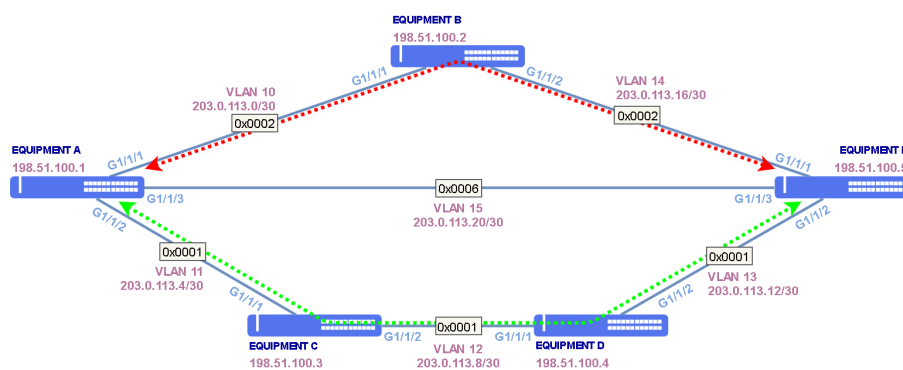 EQUIPMENT B
198.51.100.2
G1/1/1
G1/1/2
VLAN 10
203.0.113.0/30
VLAN 14
203.0.113.16/30
0x0002
0x0002
EQUIPMENT A
198.51.100.1
G1/1/1
G1/1/1
EQUIPMENT
198.51.100.5
G1/1/3
0x0006
G1/1/3
VLAN 15
203.0.113.20/30
G1/1/2
G1/1/2
0x0001
0x0001
VLAN 11
203.0.113.4/30
VLAN 13
203.0.113.12/30
G1/1/1
G1/1/2
0x0001
G1/1/2
G1/1/1
EQUIPMENT C
198.51.100.3
VLAN 12
203.0.113.8/30
EQUIPMENT D
198.51.100.4